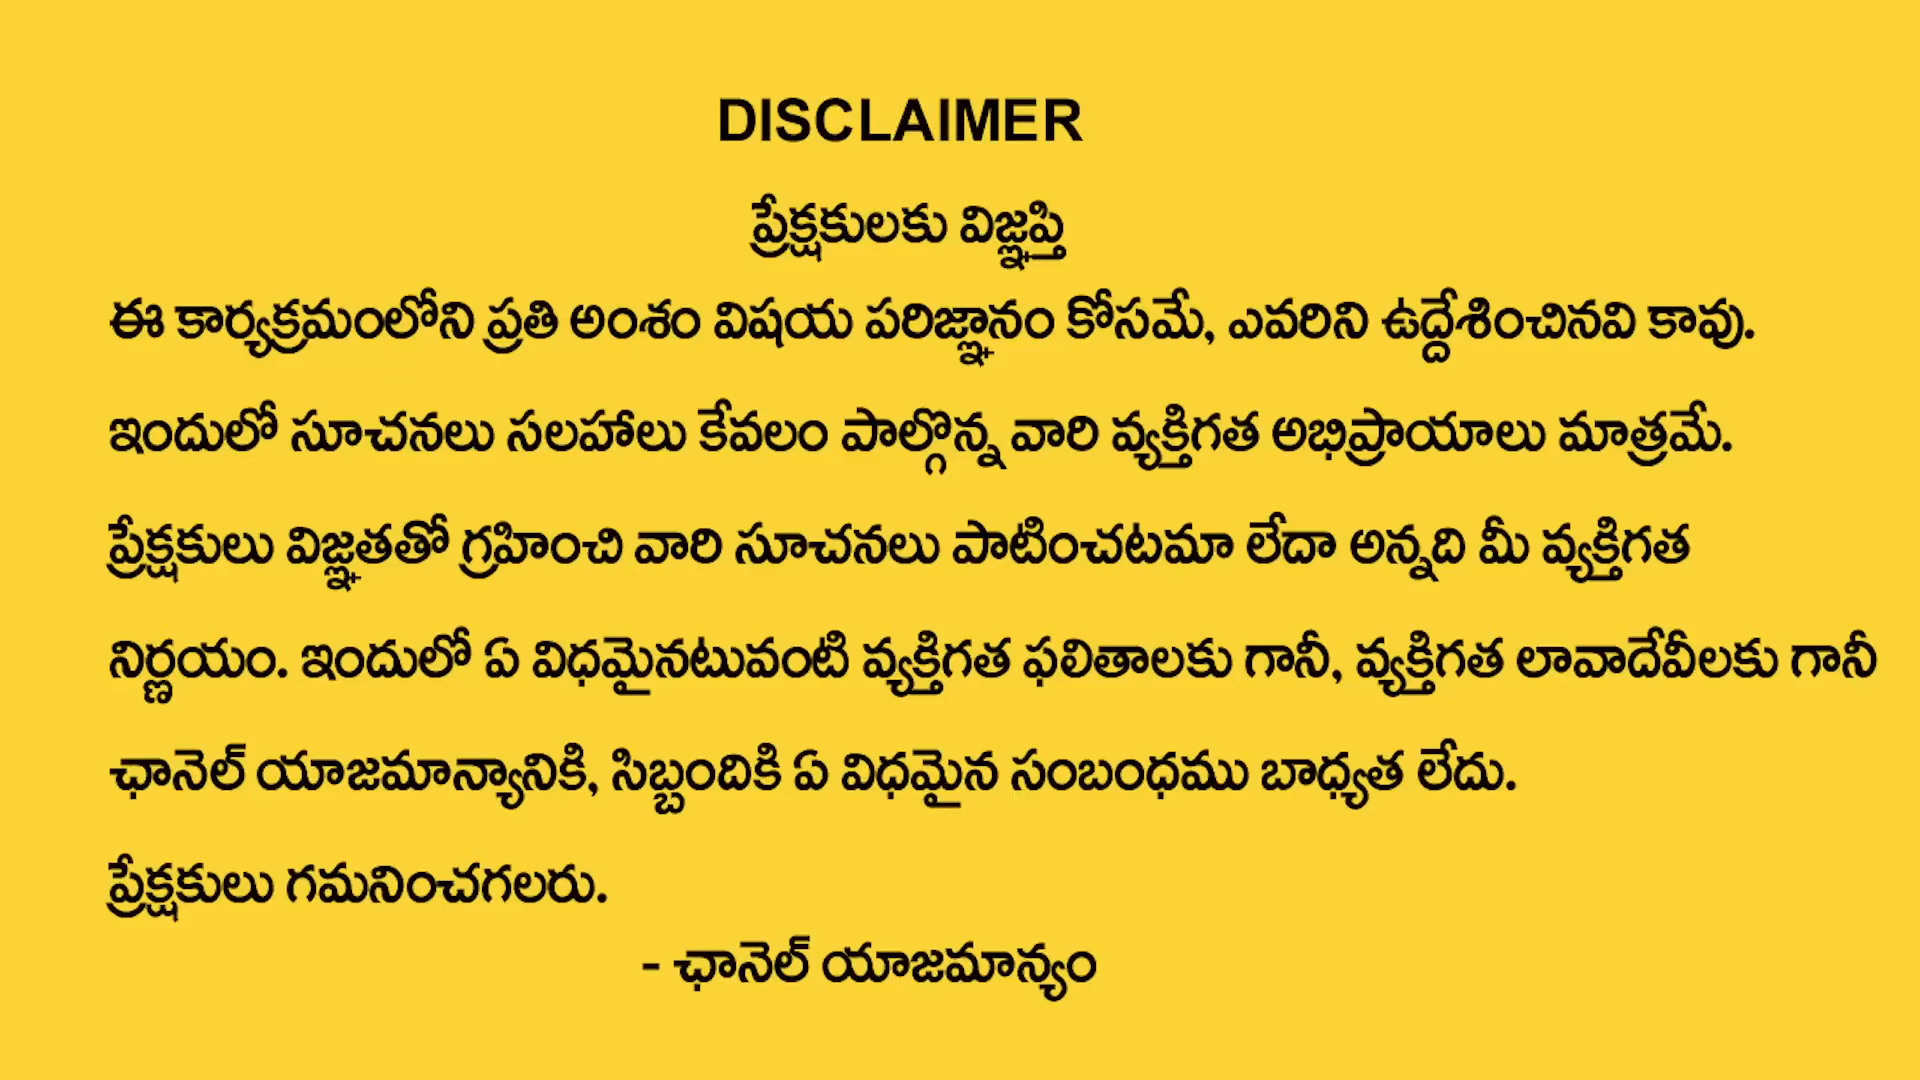 DISCLAIMER
ప్రేక్షకులకు విజ్ఞప్తి
ఈ కార్యక్రమంలోని ప్రతి అంశం విషయ పరిజ్ఞానం కోసమే, ఎవరిని ఉద్దేశించినవి కావు.
ఇందులో సూచనలు సలహాలు కేవలం పాల్గొన్న వారి వ్యక్తిగత అభిప్రాయాలు మాత్రమే.
ప్రేక్షకులు విజ్ఞతతో గ్రహించి వారి సూచనలు పాటించటమా లేదా అన్నది మీ వ్యక్తిగత
నిర్ణయం. ఇందులో ఏ విధమైనటువంటి వ్యక్తిగత ఫలితాలకు గానీ, వ్యక్తిగత లావాదేవీలకు గానీ
ఛానెల్ యాజమాన్యానికి, సిబ్బందికి ఏ విధమైన సంబంధము బాధ్యత లేదు.
ప్రేక్షకులు గమనించగలరు.
- ఛానెల్ యాజమాన్యం